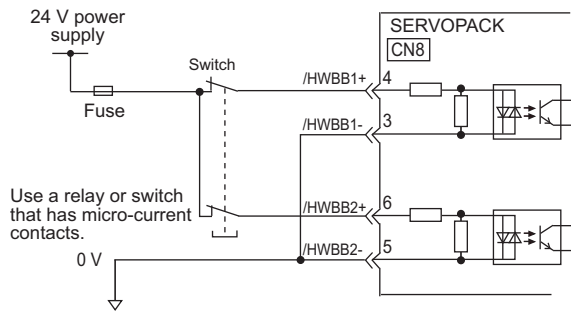 24 V power
supply
SERVOPACK
CN8
Switch
/HWBB1+
4
Fuse
/HWBB1-
3
Use a relay or switch
that has micro-current
contacts.
/HWBB2+
6
/HWBB2-
5
0 V